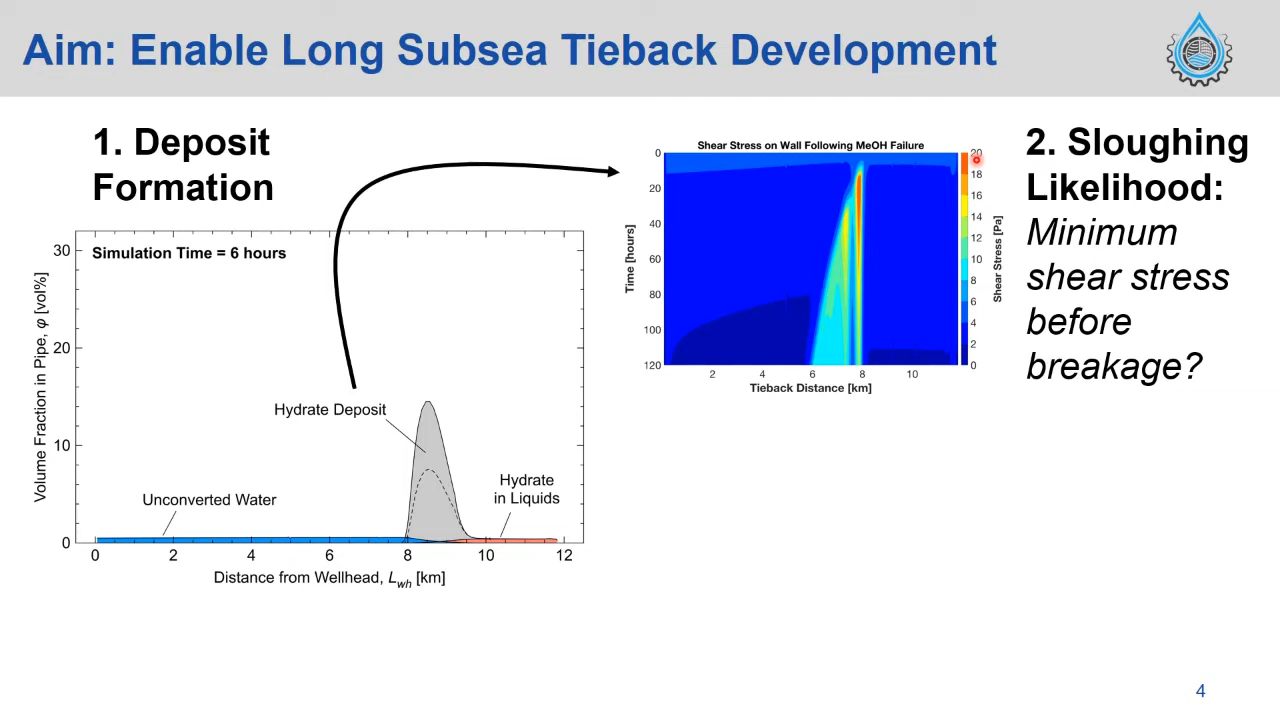 Aim: Enable Long Subsea Tieback Development
1. Deposit
Formation
Simulation Time = 6 hours
Volume Fraction in Pipe, φ [vol%]
30
20
10
0
Hydrate Deposit
Unconverted Water
Hydrate
in Liquids
0 2 4 6 8 10 12
Distance from Wellhead, Lwh [km]
Shear Stress on Wall Following MeOH Failure
Time [hours]
0
20
40
60
80
100
120
2 4 6 8 10
Tieback Distance [km]
20
18
16
14
12
10
8
6
4
2
0
Shear Stress [Pa]
2. Sloughing
Likelihood:
Minimum
shear stress
before
breakage?
4